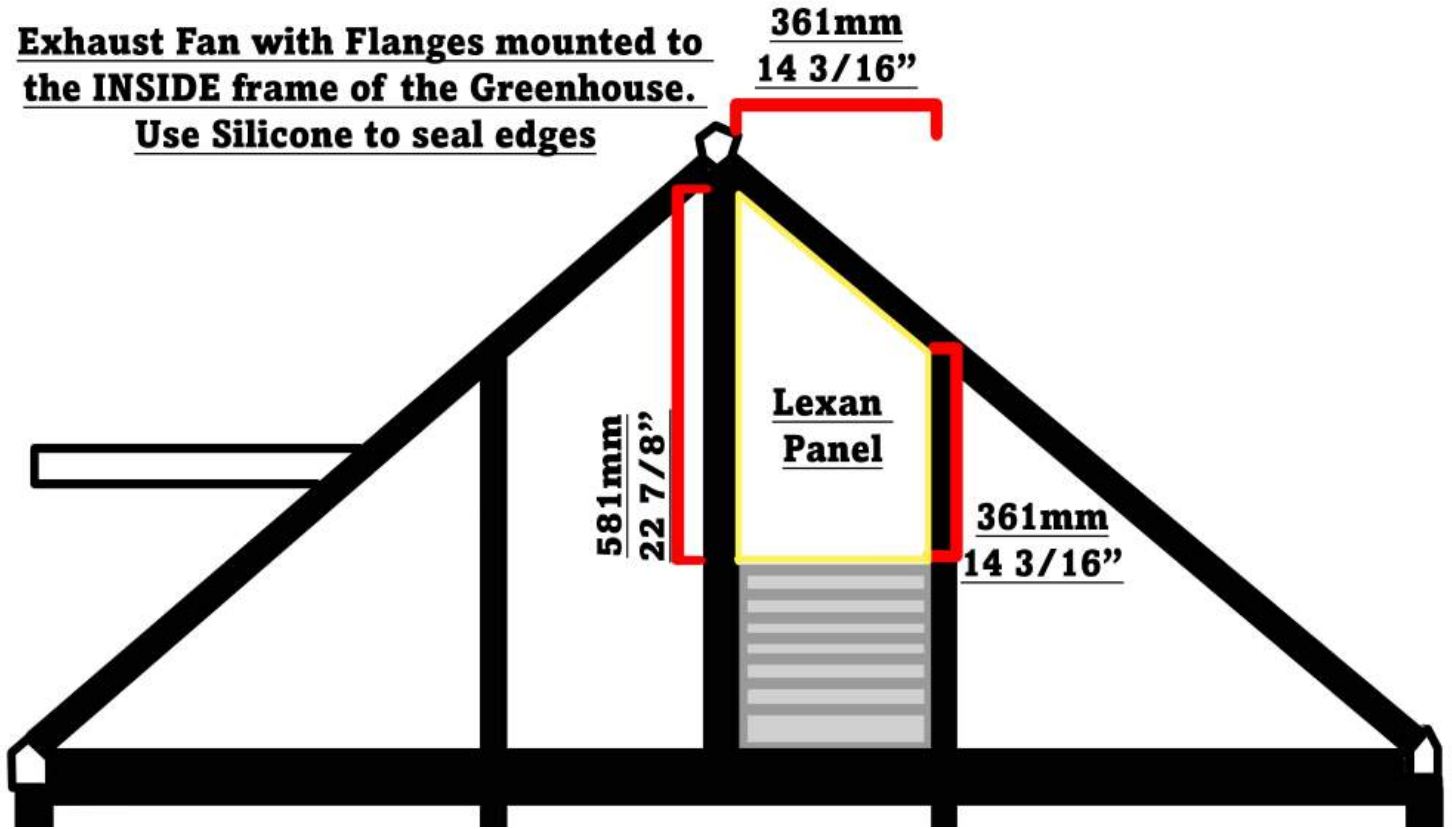 Exhaust Fan with Flanges mounted to
the INSIDE frame of the Greenhouse.
Use Silicone to seal edges
361mm
14 3/16”
581mm
22 7/8”
Lexan
Panel
361mm
14 3/16”